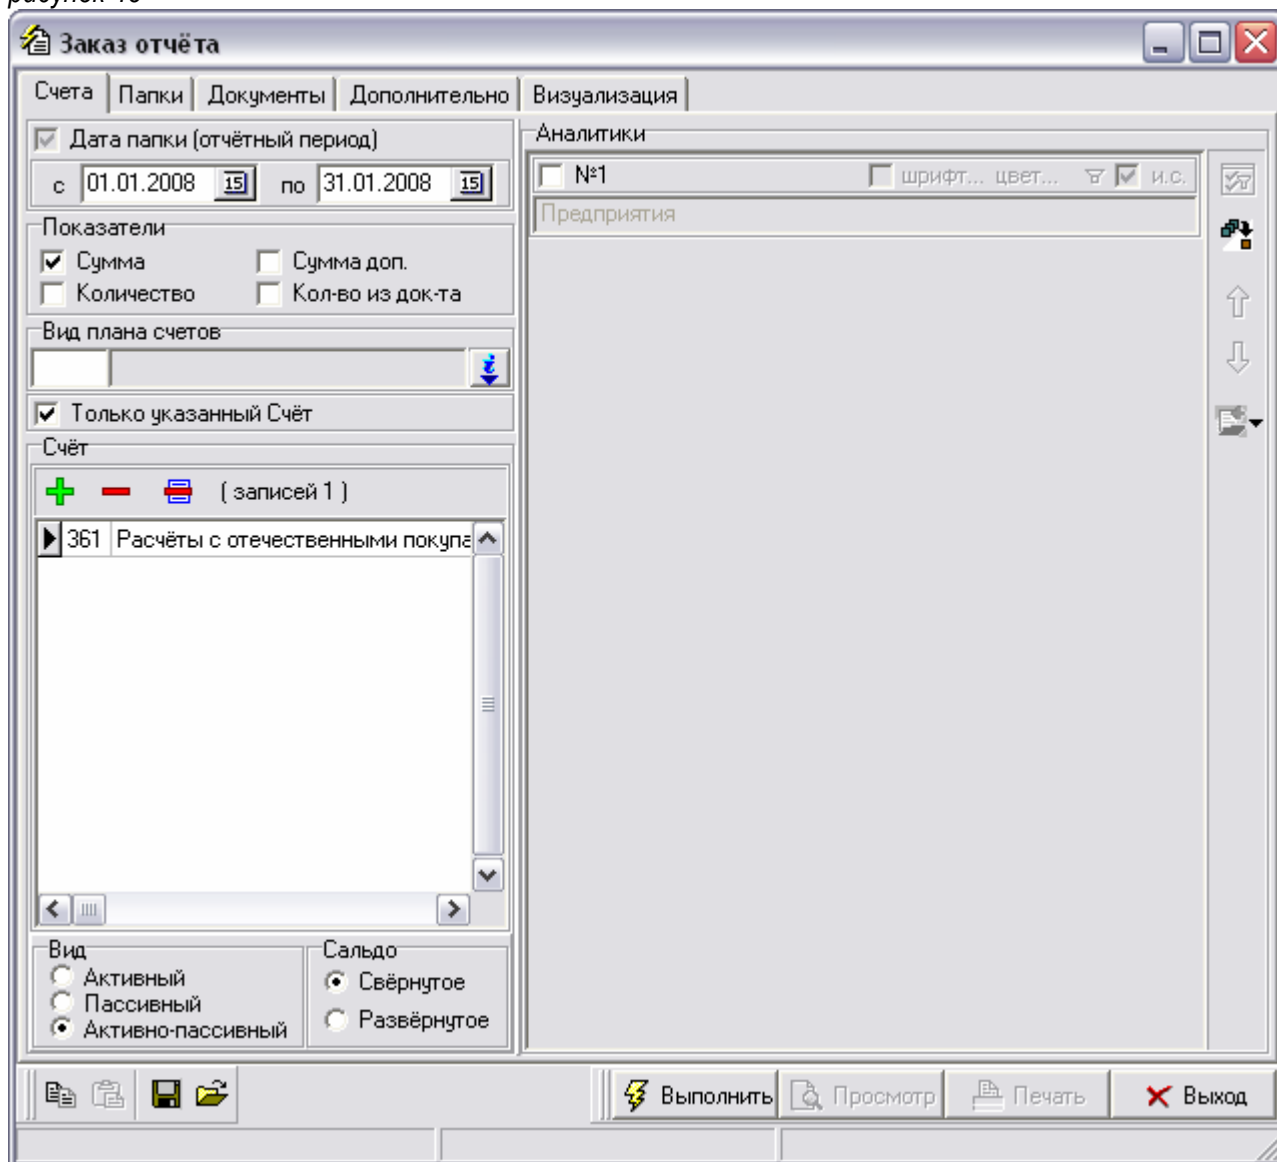 Заказ отчёта
Счета Папки Документы Дополнительно Визуализация
Дата папки (отчётный период)
с 01.01.2008 15 по 31.01.2008 15
Показатели
Сумма Сумма доп.
Количество Кол-во из док-та
Вид плана счетов
Только указанный Счёт
Счёт
( записей 1 )
361 Расчёты с отечественными покупа
Вид
Активный
Пассивный
Активно-пассивный
Сальдо
Свёрнутое
Развёрнутое
Аналитики
№1 шрифт... цвет... и.с.
Предприятия
Выполнить Просмотр Печать Выход